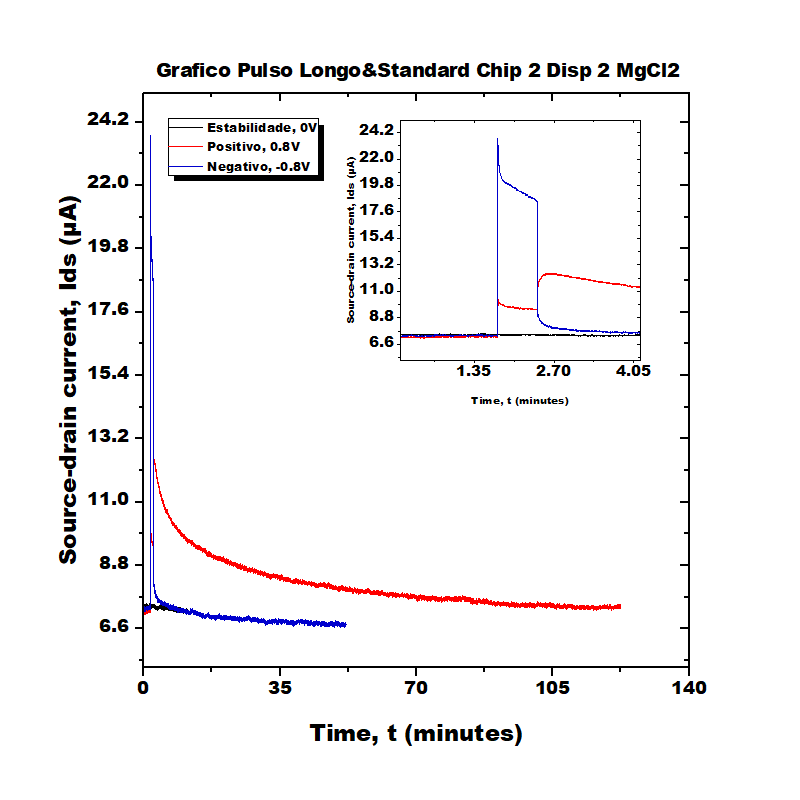 Grafico Pulso Longo&Standard Chip 2 Disp 2 MgCl2
Source-drain current, Ids (µA)
24.2
22.0
19.8
17.6
15.4
13.2
11.0
8.8
6.6
Estabilidade, 0V
Positivo, 0.8V
Negativo, -0.8V
Source-drain current, Ids (µA)
24.2
22.0
19.8
17.6
15.4
13.2
11.0
8.8
6.6
1.35 2.70 4.05
Time, t (minutes)
0 35 70 105 140
Time, t (minutes)